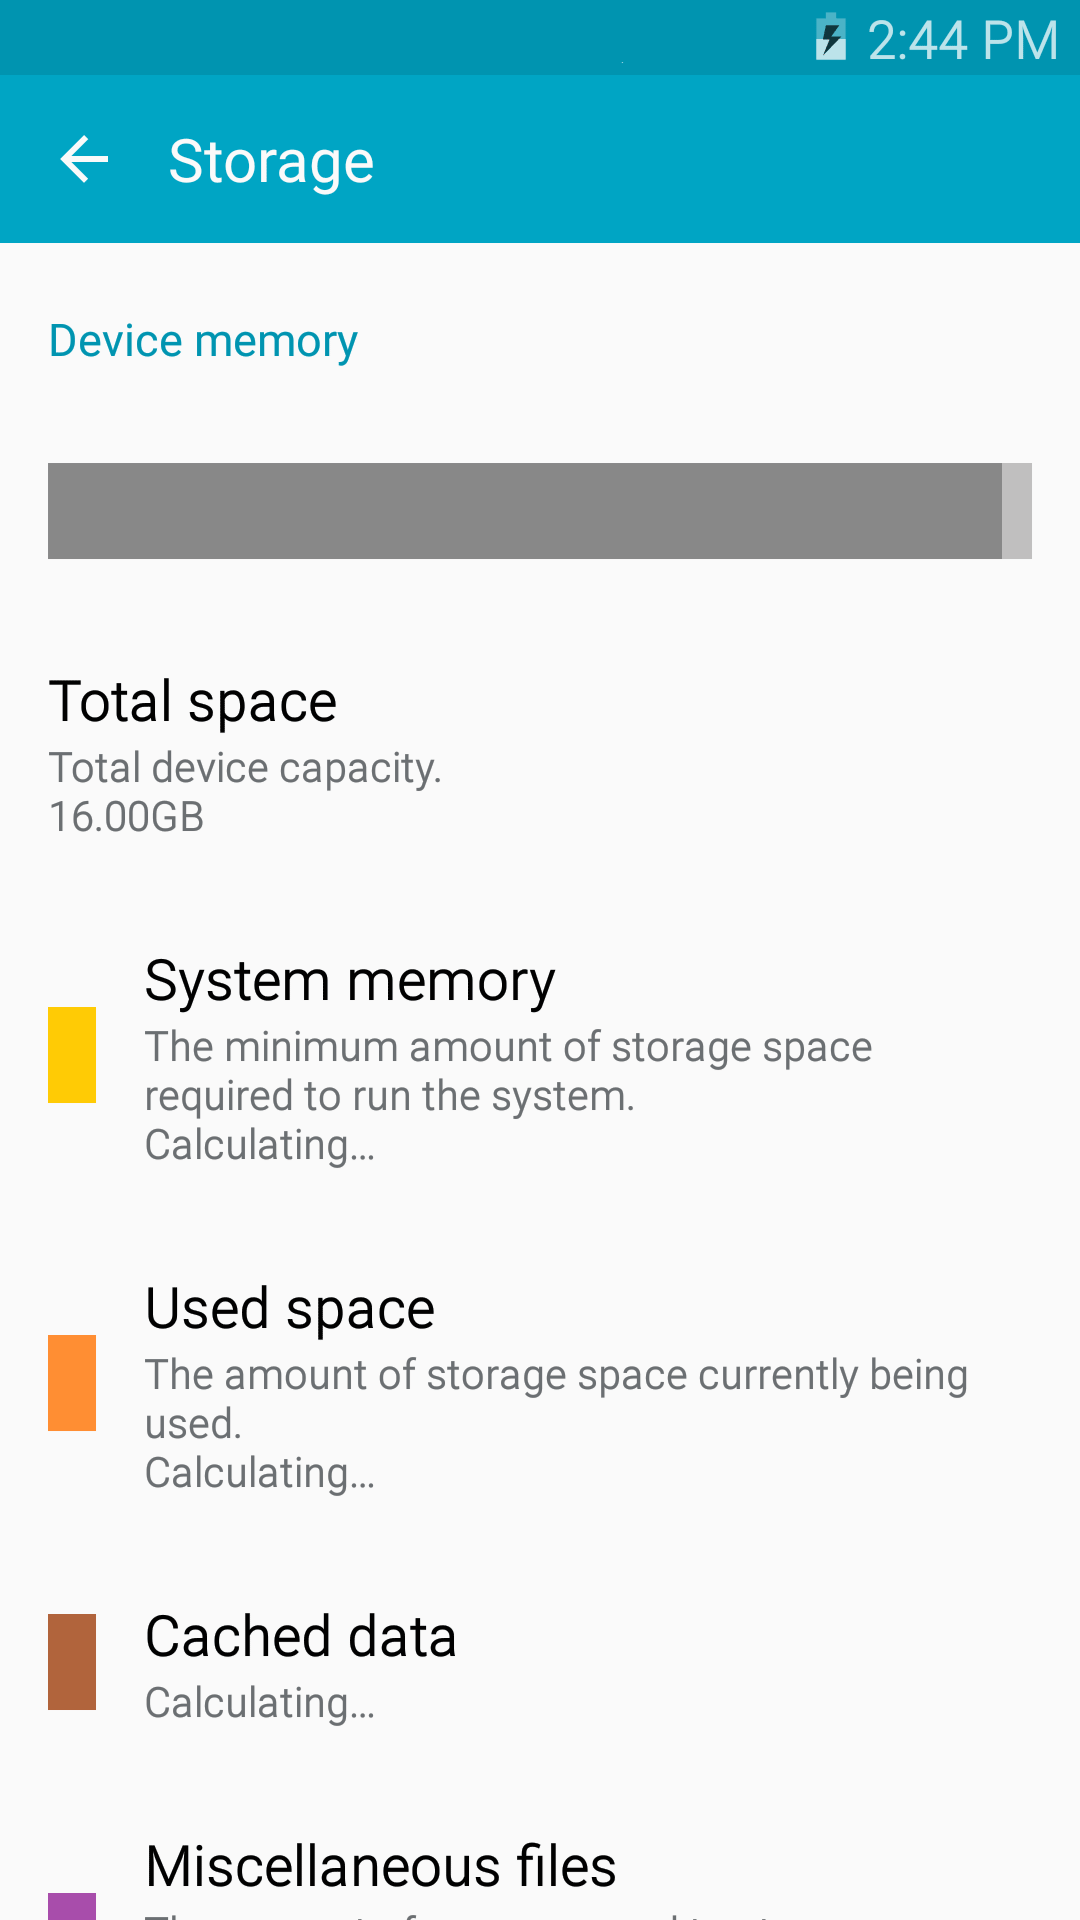 2:44 PM
Storage
Device memory
Total space
Total device capacity.
16.00GB
System memory
The minimum amount of storage space
required to run the system.
Calculating...
Used space
The amount of storage space currently being
used.
Calculating...
Cached data
Calculating...
Miscellaneous files